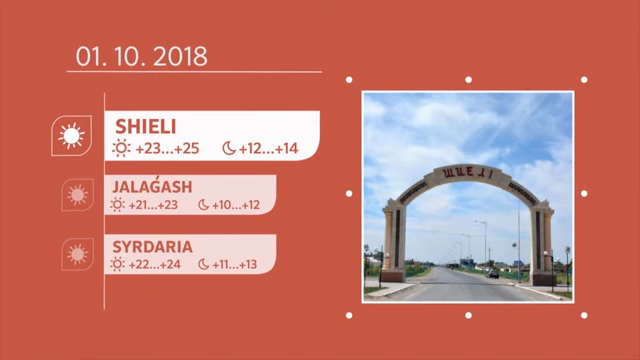 01. 10. 2018
SHIELI
+23...+25 +12...+14
JALAǴASH
+21...+23 +10...+12
SYRDARIA
+22...+24 +11...+13
ШИЕЛІ